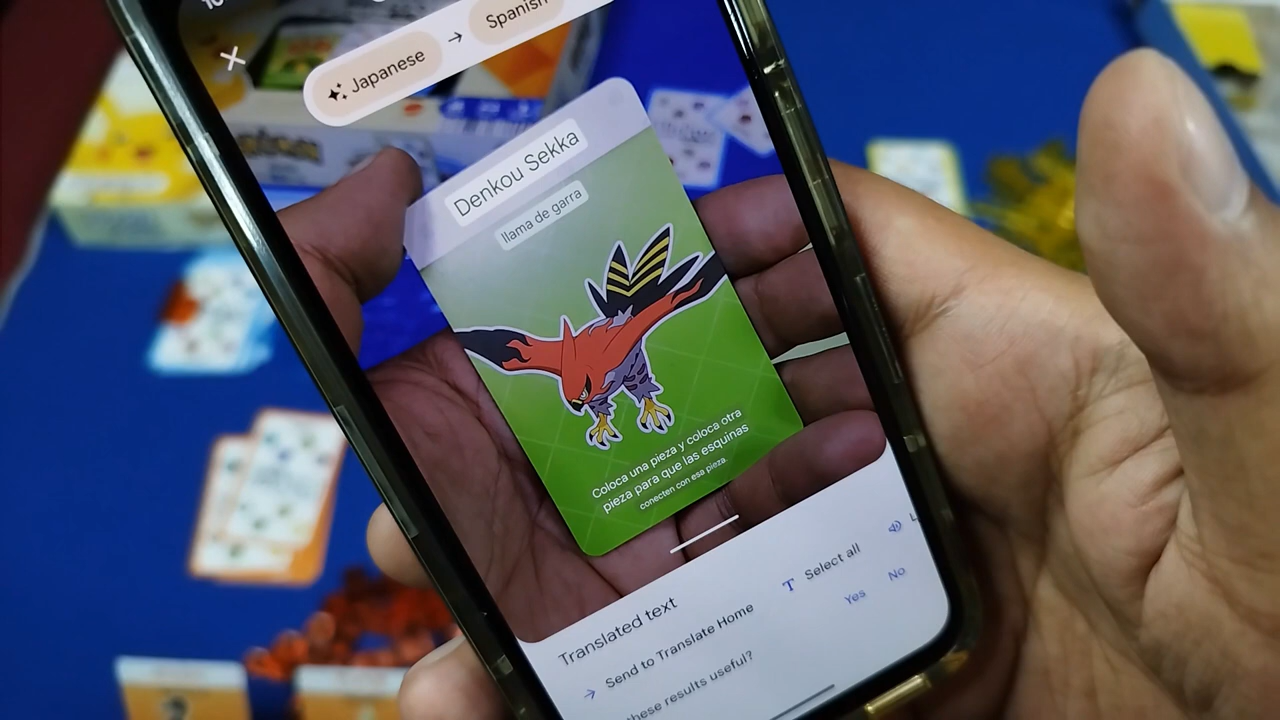 Japanese → Spanish
Denkou Sekka
llama de garra
Coloca una pieza y coloca otra
pieza para que las esquinas
conecten con esa pieza.
Translated text
Select all
Send to Translate Home
these results useful?
Yes No